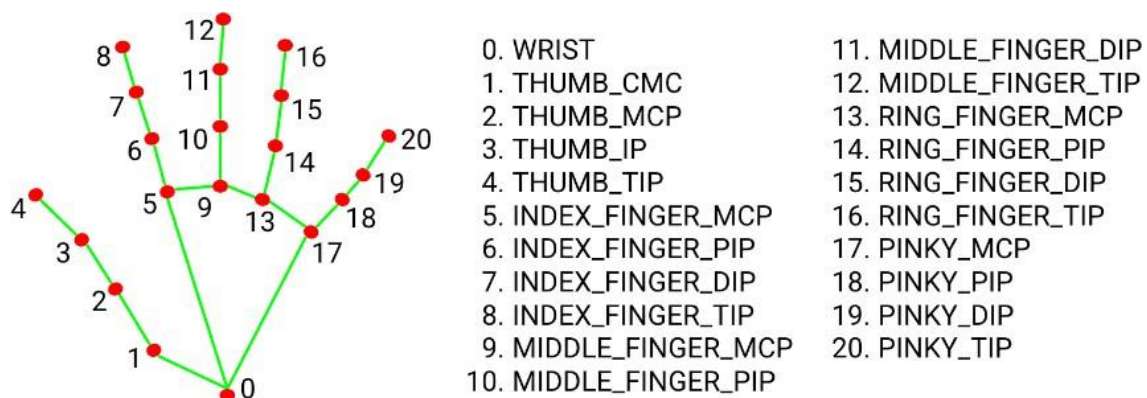 12
8
16
11
7
15
6
10
20
14
19
4
5
9
18
13
3
17
2
1
0
0. WRIST
1. THUMB_CMC
2. THUMB_MCP
3. THUMB_IP
4. THUMB_TIP
5. INDEX_FINGER_MCP
6. INDEX_FINGER_PIP
7. INDEX_FINGER_DIP
8. INDEX_FINGER_TIP
9. MIDDLE_FINGER_MCP
10. MIDDLE_FINGER_PIP
11. MIDDLE_FINGER_DIP
12. MIDDLE_FINGER_TIP
13. RING_FINGER_MCP
14. RING_FINGER_PIP
15. RING_FINGER_DIP
16. RING_FINGER_TIP
17. PINKY_MCP
18. PINKY_PIP
19. PINKY_DIP
20. PINKY_TIP